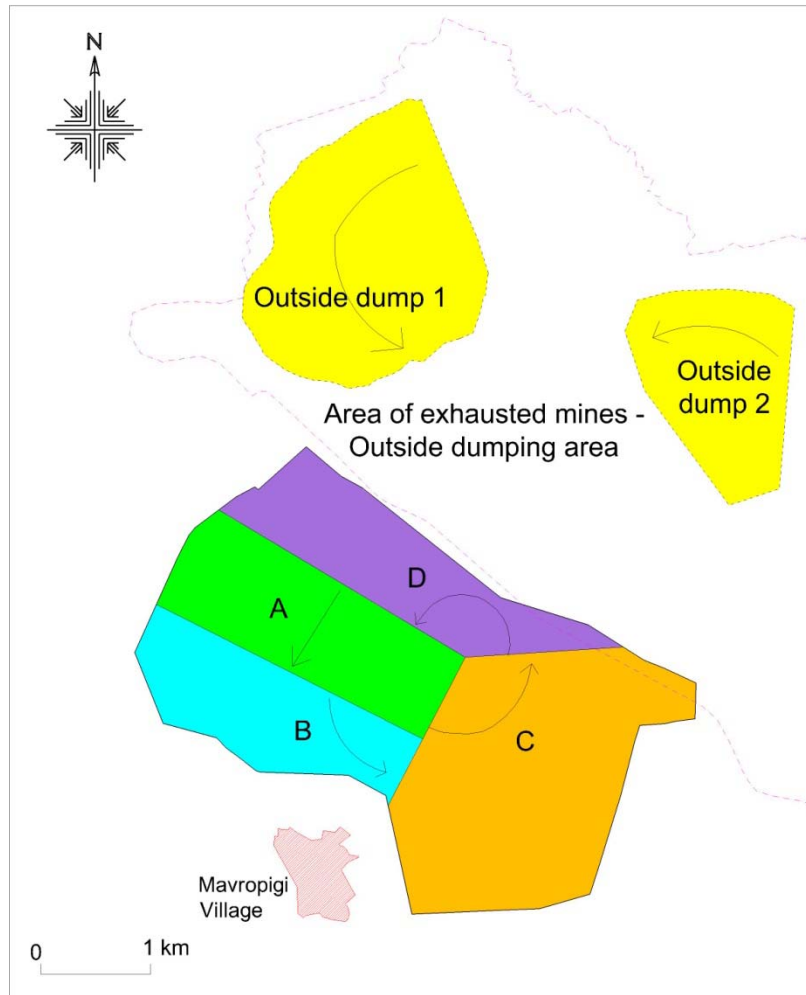 N
Outside dump 1
Outside
dump 2
Area of exhausted mines -
Outside dumping area
D
A
B
C
Mavropigi
Village
0 1 km